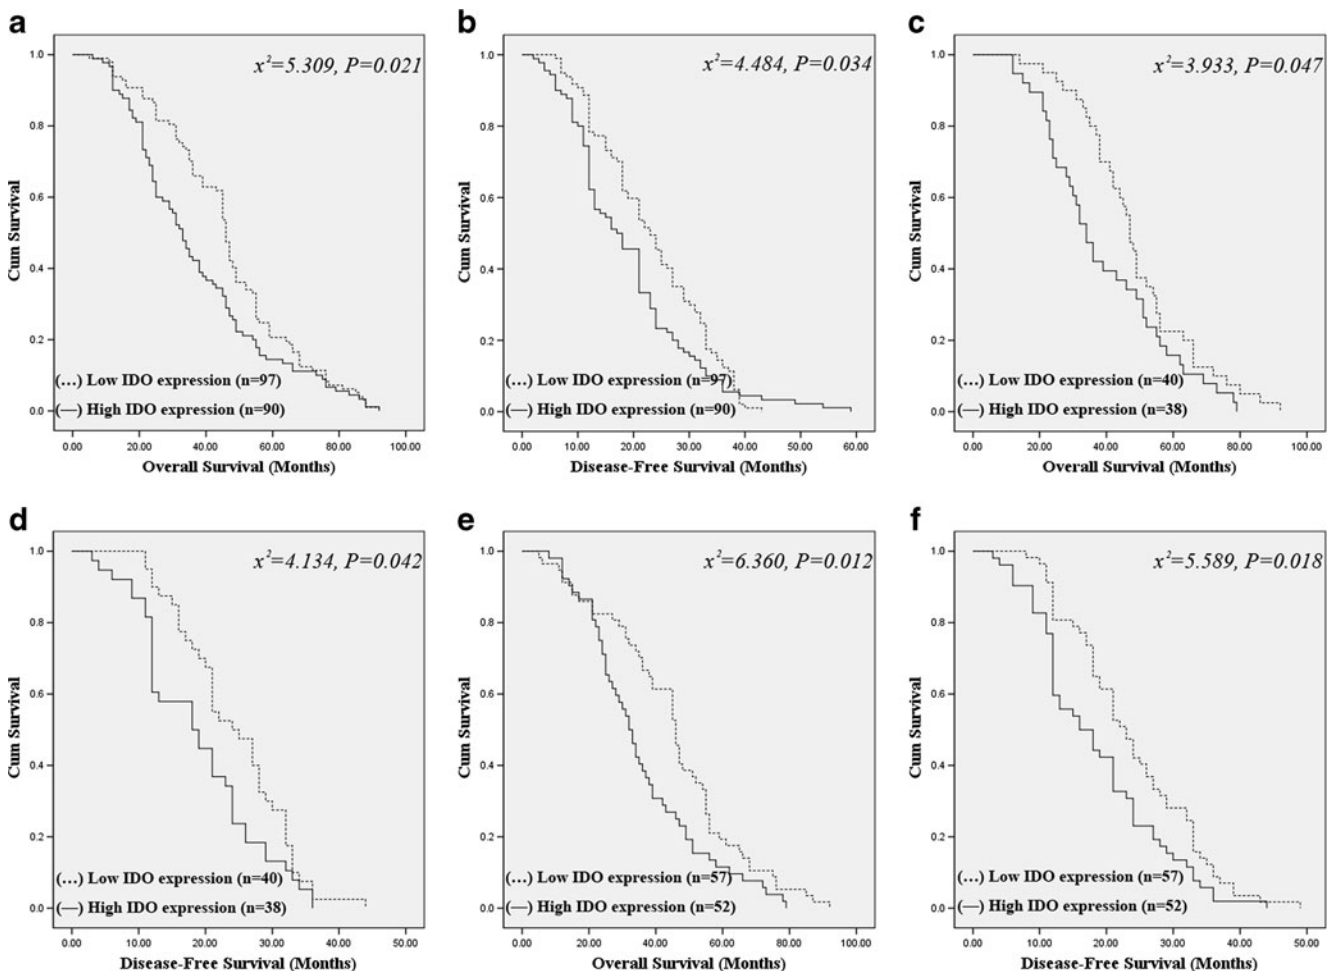 a
x²=5.309, P=0.021
Cum Survival
1.0
0.8
0.6
0.4
0.2
0.0
(...) Low IDO expression (n=97)
(—) High IDO expression (n=90)
0.00 20.00 40.00 60.00 80.00 100.00
Overall Survival (Months)
b
x²=4.484, P=0.034
Cum Survival
1.0
0.8
0.6
0.4
0.2
0.0
(...) Low IDO expression (n=97)
(—) High IDO expression (n=90)
0.00 10.00 20.00 30.00 40.00 50.00 60.00
Disease-Free Survival (Months)
c
x²=3.933, P=0.047
Cum Survival
1.0
0.8
0.6
0.4
0.2
0.0
(...) Low IDO expression (n=40)
(—) High IDO expression (n=38)
0.00 20.00 40.00 60.00 80.00 100.00
Overall Survival (Months)
d
x²=4.134, P=0.042
Cum Survival
1.0
0.8
0.6
0.4
0.2
0.0
(...) Low IDO expression (n=40)
(—) High IDO expression (n=38)
0.00 10.00 20.00 30.00 40.00 50.00
Disease-Free Survival (Months)
e
x²=6.360, P=0.012
Cum Survival
1.0
0.8
0.6
0.4
0.2
0.0
(...) Low IDO expression (n=57)
(—) High IDO expression (n=52)
0.00 20.00 40.00 60.00 80.00 100.00
Overall Survival (Months)
f
x²=5.589, P=0.018
Cum Survival
1.0
0.8
0.6
0.4
0.2
0.0
(...) Low IDO expression (n=57)
(—) High IDO expression (n=52)
0.00 10.00 20.00 30.00 40.00 50.00
Disease-Free Survival (Months)